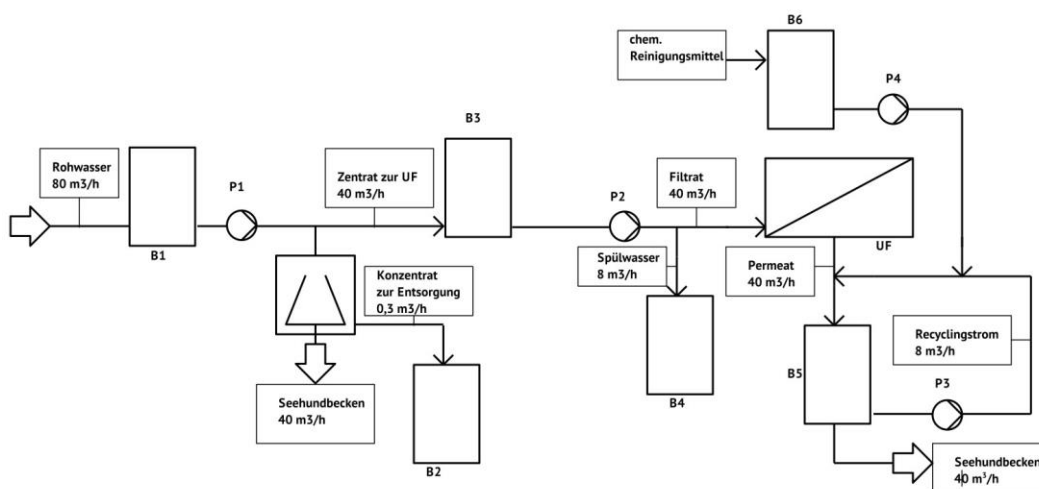 B6
chem.
Reinigungsmittel
P4
B3
Rohwasser
80 m3/h
Zentrat zur UF
40 m3/h
Filtrat
40 m3/h
P1
P2
B1
UF
Spülwasser
8 m3/h
Permeat
40 m3/h
Konzentrat
zur Entsorgung
0,3 m3/h
Recyclingstrom
8 m3/h
B5
P3
Seehundbecken
40 m3/h
B4
B2
Seehundbecken
40 m³/h